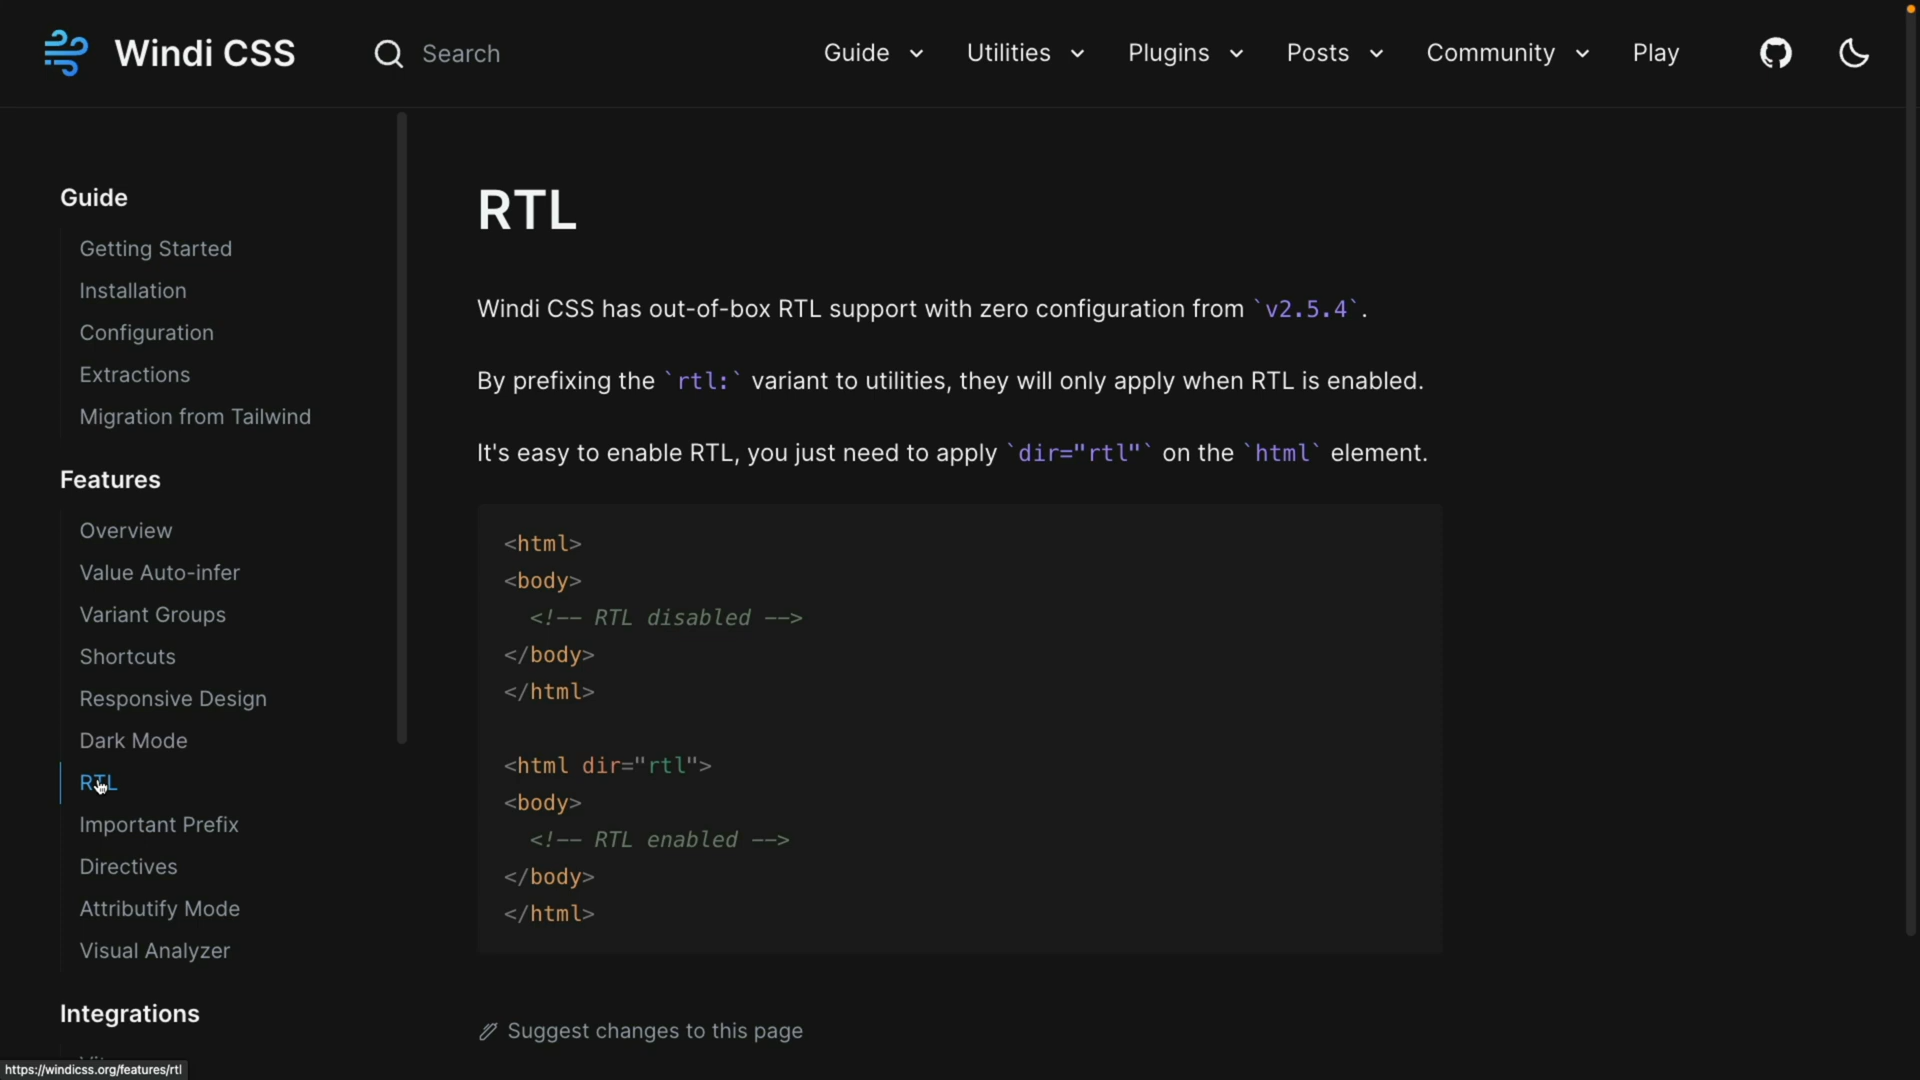 Windi CSS
Search
Guide
Utilities
Plugins
Posts
Community
Play
Guide
Getting Started
Installation
Configuration
Extractions
Migration from Tailwind
Features
Overview
Value Auto-infer
Variant Groups
Shortcuts
Responsive Design
Dark Mode
RTL
Important Prefix
Directives
Attributify Mode
Visual Analyzer
Integrations
RTL
Windi CSS has out-of-box RTL support with zero configuration from `v2.5.4`.
By prefixing the `rtl:` variant to utilities, they will only apply when RTL is enabled.
It's easy to enable RTL, you just need to apply `dir="rtl"` on the `html` element.
<html>
<body>
<!-- RTL disabled -->
</body>
</html>
<html dir="rtl">
<body>
<!-- RTL enabled -->
</body>
</html>
Suggest changes to this page
https://windicss.org/features/rtl